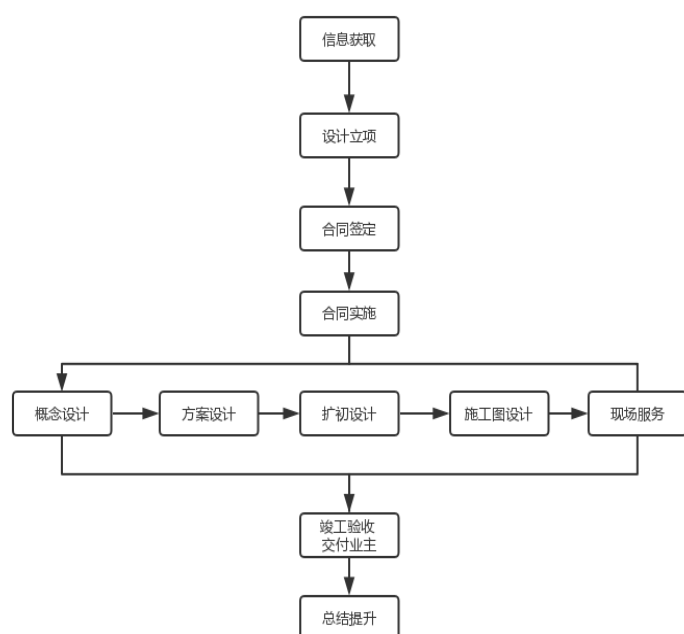 信息获取
设计立项
合同签定
合同实施
概念设计
方案设计
扩初设计
施工图设计
现场服务
竣工验收
交付业主
总结提升